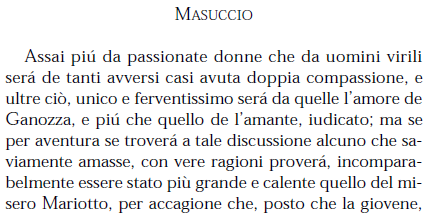 MASUCCIO
Assai piú da passionate donne che da uomini virili
será de tanti avversi casi avuta doppia compassione, e
ultre ciò, unico e ferventissimo será da quelle l'amore de
Ganozza, e piú che quello de l'amante, iudicato; ma se
per aventura se troverá a tale discussione alcuno che sa-
viamente amasse, con vere ragioni proverá, incompara-
belmente essere stato più grande e calente quello del mi-
sero Mariotto, per accagione che, posto che la giovene,